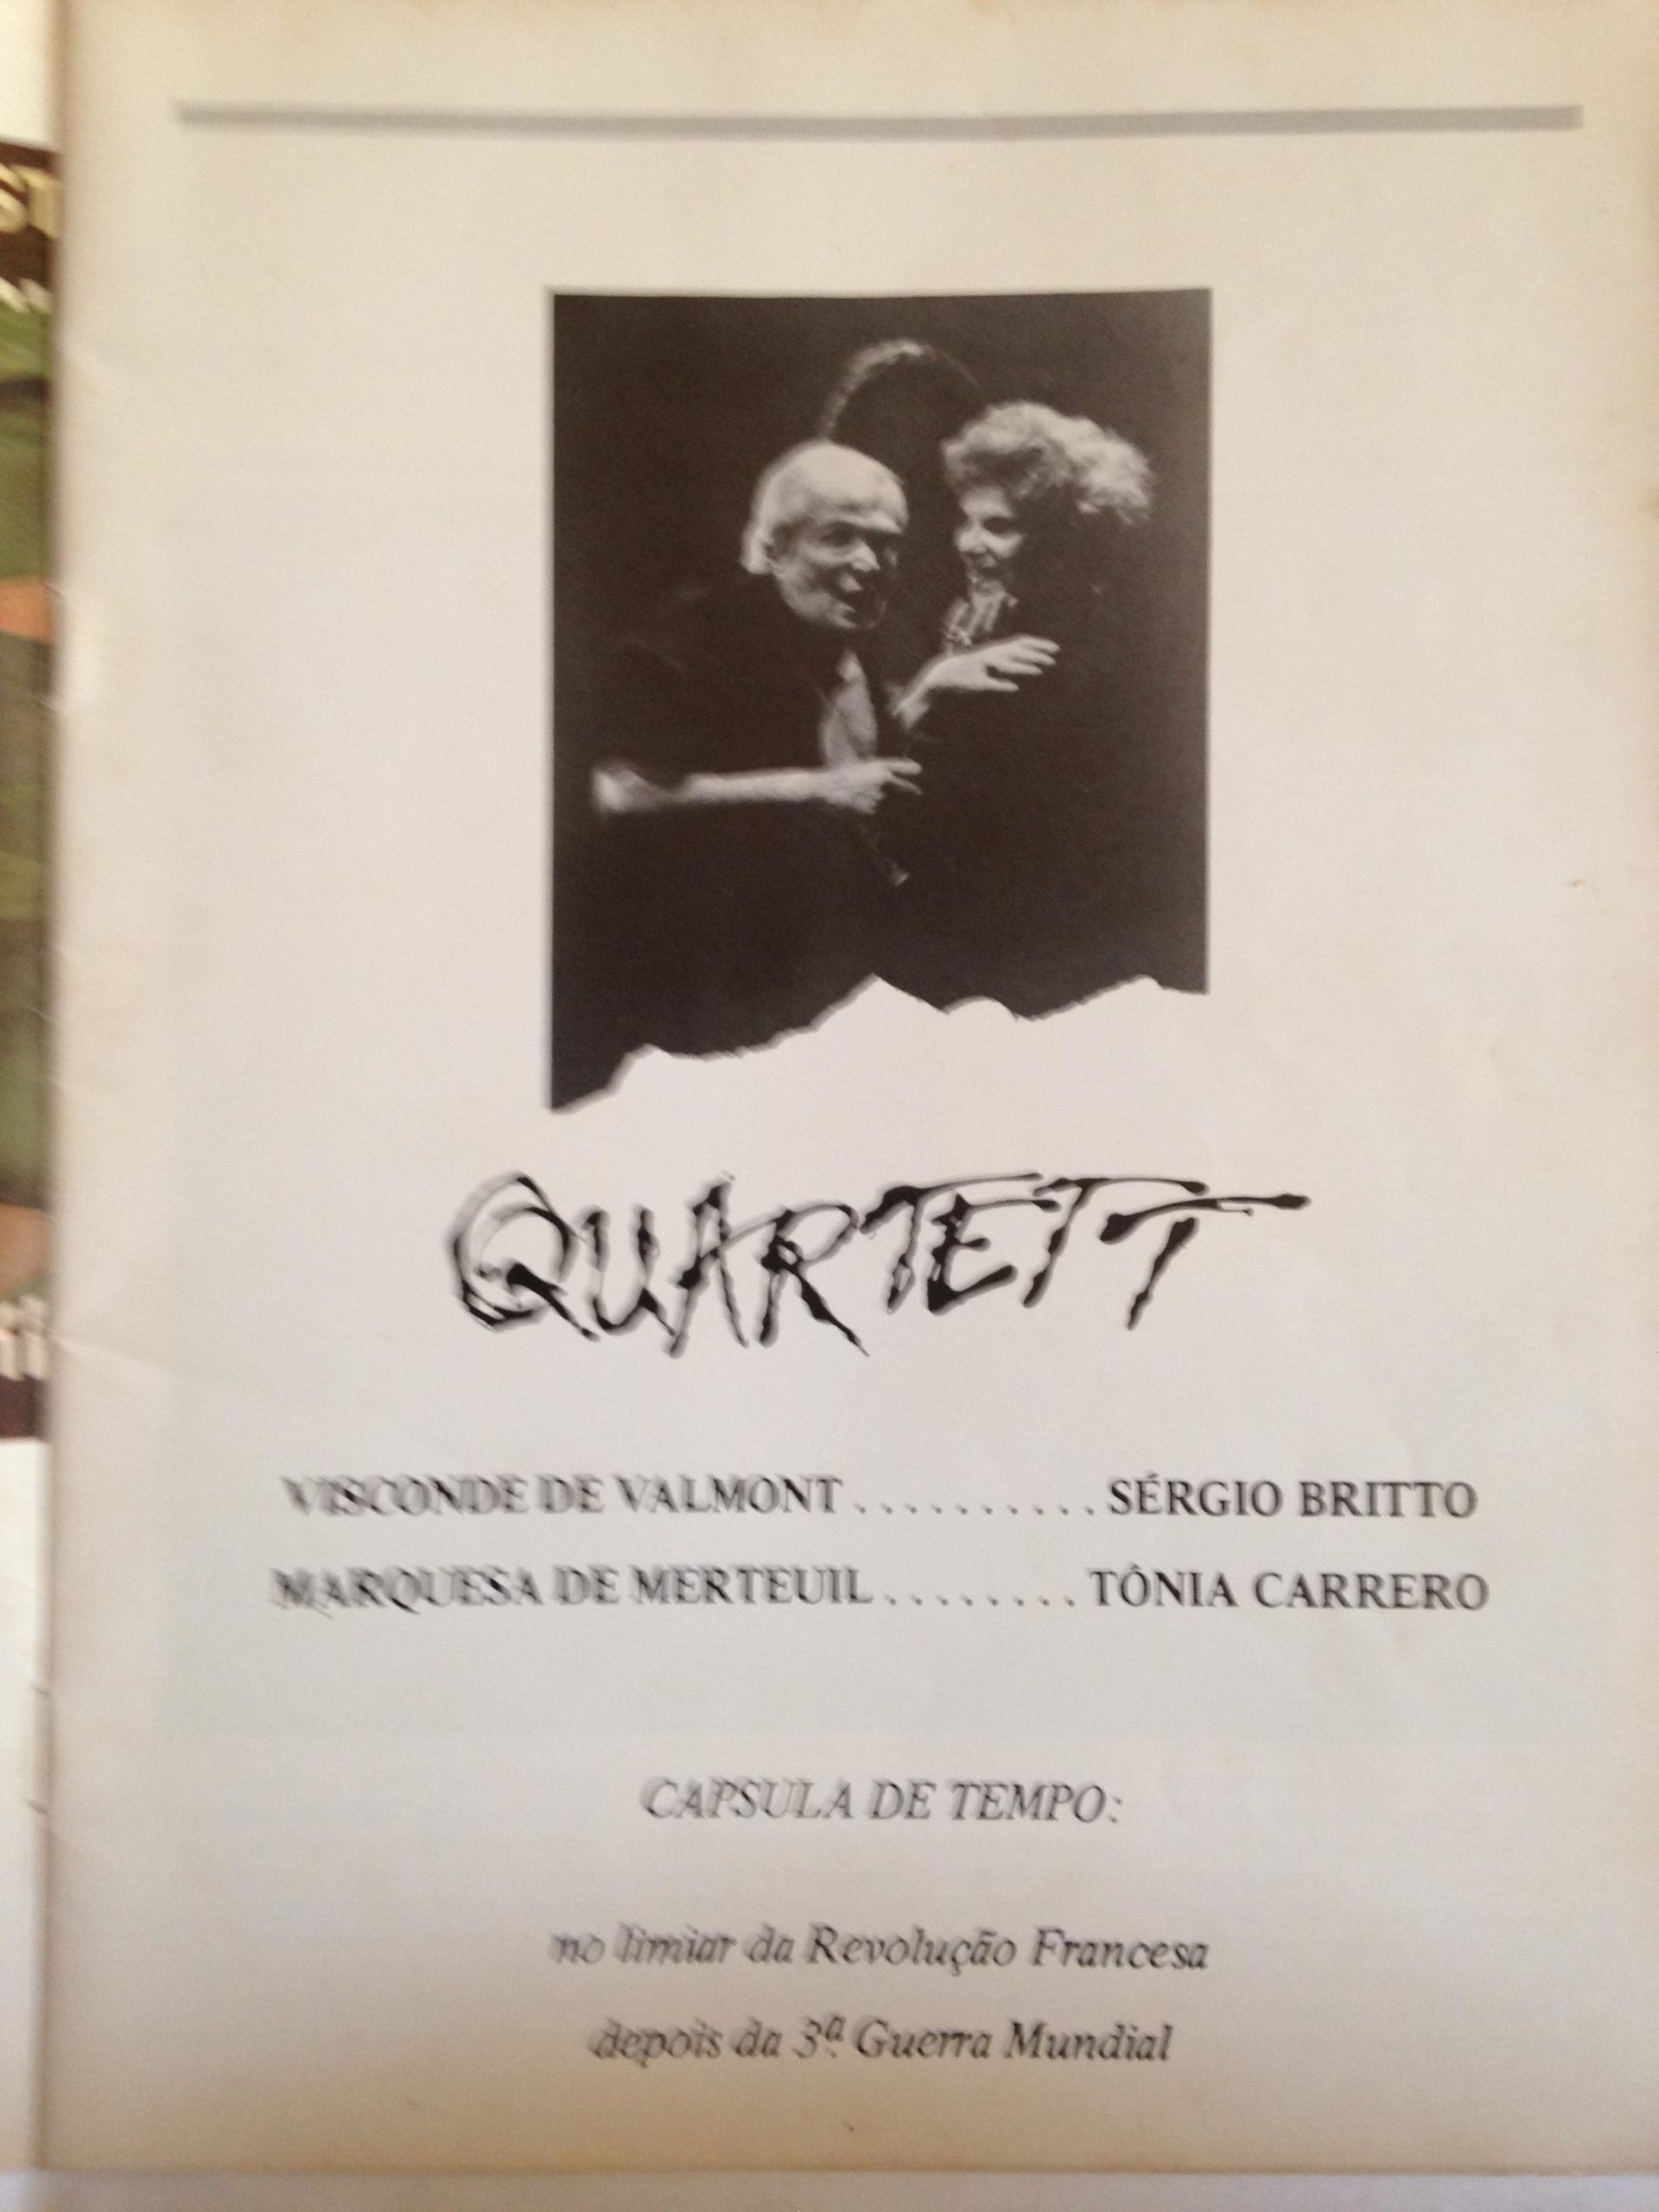 QUARTETT
VISCONDE DE VALMONT .......... SÉRGIO BRITTO
MARQUESA DE MERTEUIL ........ TÔNIA CARRERO
CAPSULA DE TEMPO:
no limiar da Revolução Francesa
depois da 3ª Guerra Mundial